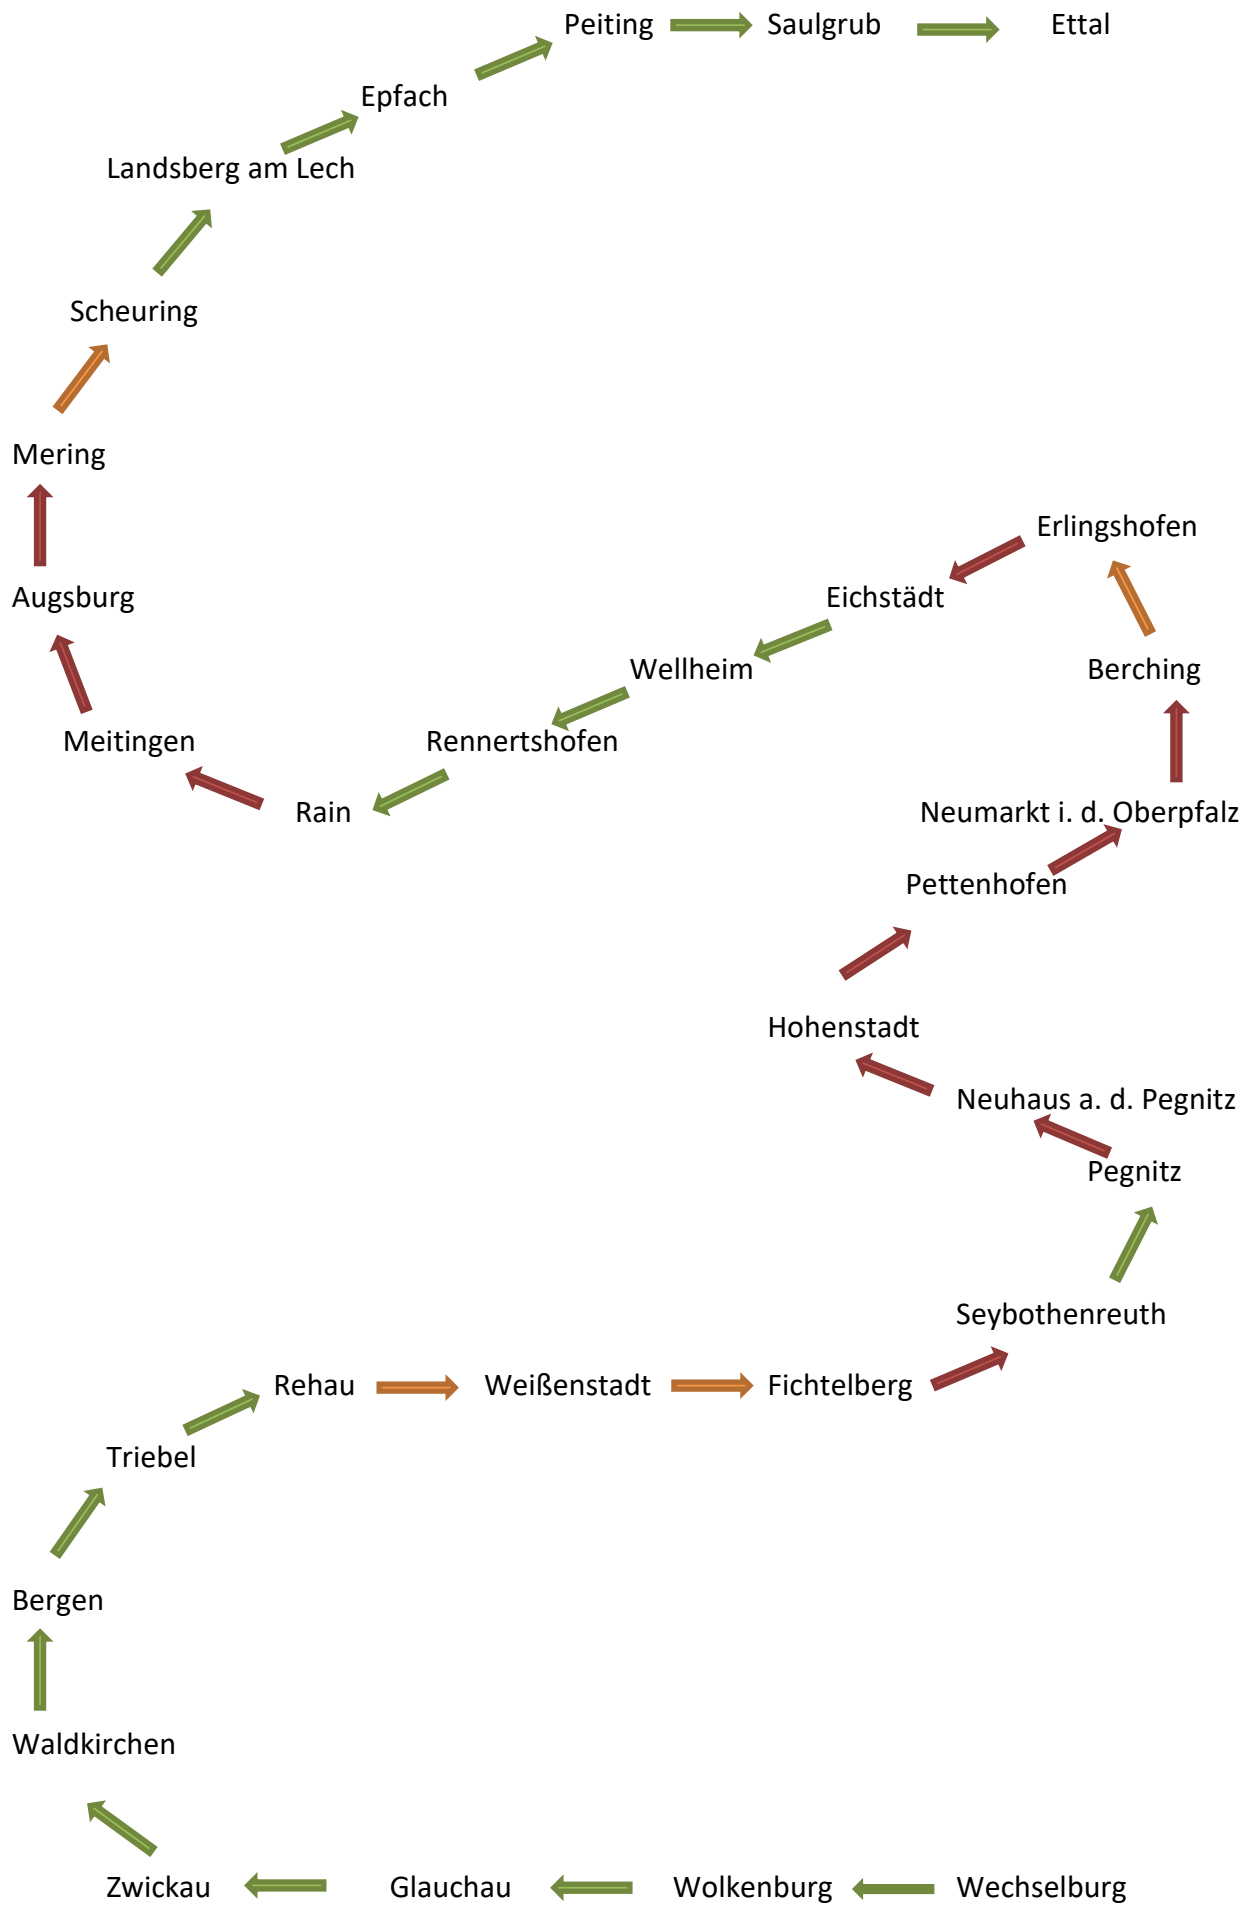 Peiting
Saulgrub
Ettal
Epfach
Landsberg am Lech
Scheuring
Mering
Erlingshofen
Augsburg
Eichstädt
Wellheim
Berching
Meitingen
Rennertshofen
Rain
Neumarkt i. d. Oberpfalz
Pettenhofen
Hohenstadt
Neuhaus a. d. Pegnitz
Pegnitz
Seybothenreuth
Rehau
Weißenstadt
Fichtelberg
Triebel
Bergen
Waldkirchen
Zwickau
Glauchau
Wolkenburg
Wechselburg